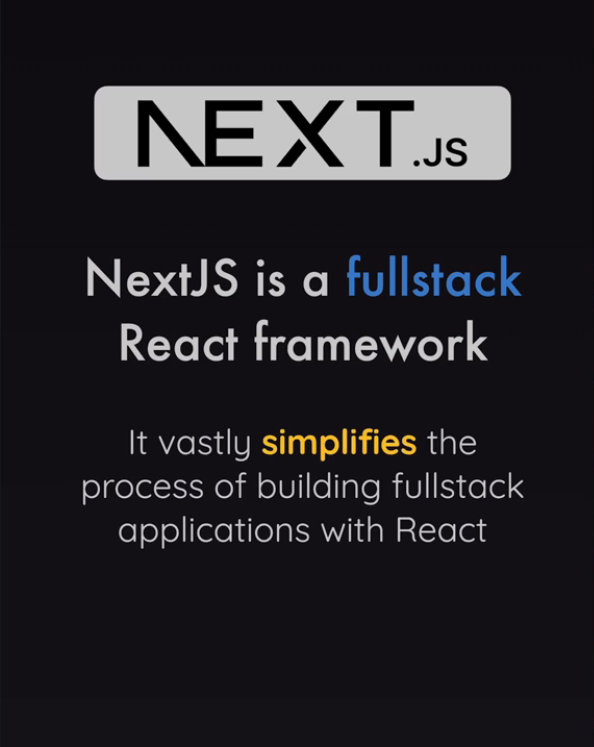 NEXT.JS
NextJS is a fullstack
React framework
It vastly simplifies the
process of building fullstack
applications with React